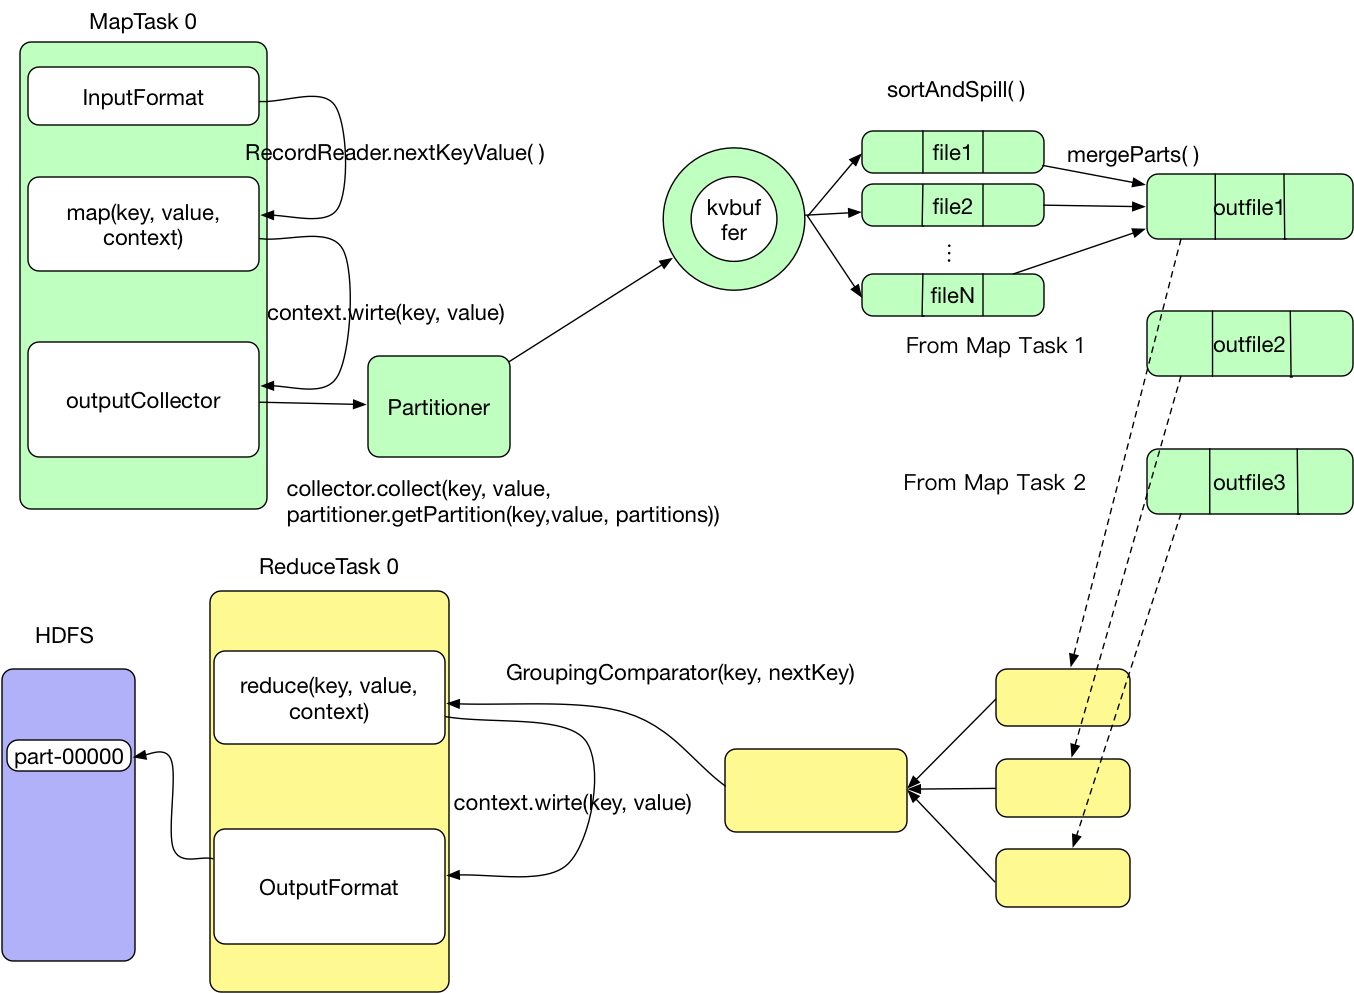 MapTask 0
InputFormat
RecordReader.nextKeyValue( )
map(key, value,
context)
context.wirte(key, value)
outputCollector
Partitioner
collector.collect(key, value,
partitioner.getPartition(key,value, partitions))
kvbuf
fer
sortAndSpill( )
file1
file2
⋮
fileN
mergeParts( )
outfile1
From Map Task 1
outfile2
From Map Task 2
outfile3
ReduceTask 0
HDFS
reduce(key, value,
context)
GroupingComparator(key, nextKey)
part-00000
context.wirte(key, value)
OutputFormat